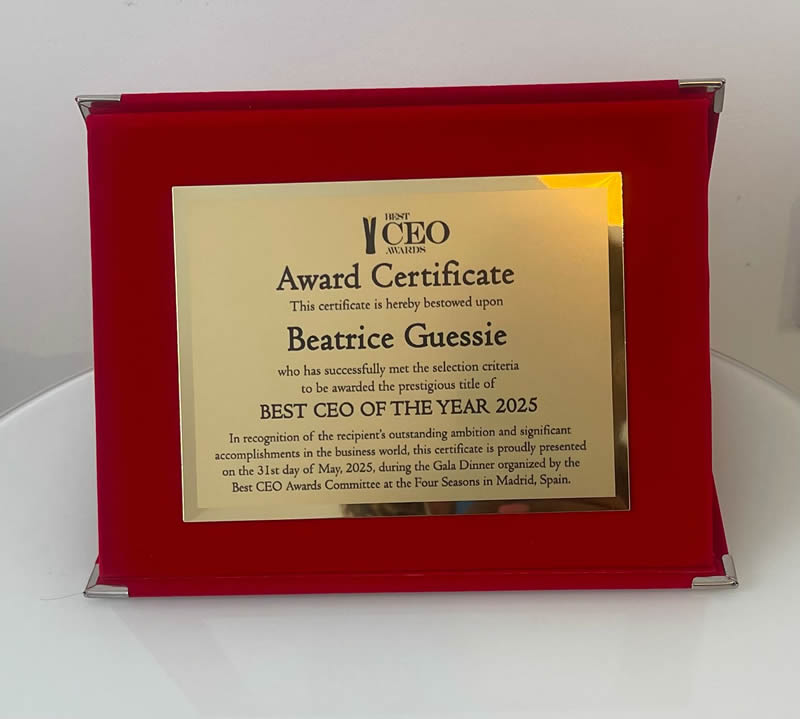 BEST
CEO
AWARDS
Award Certificate
This certificate is hereby bestowed upon
Beatrice Guessie
who has successfully met the selection criteria
to be awarded the prestigious title of
BEST CEO OF THE YEAR 2025
In recognition of the recipient's outstanding ambition and significant
accomplishments in the business world, this certificate is proudly presented
on the 31st day of May, 2025, during the Gala Dinner organized by the
Best CEO Awards Committee at the Four Seasons in Madrid, Spain.